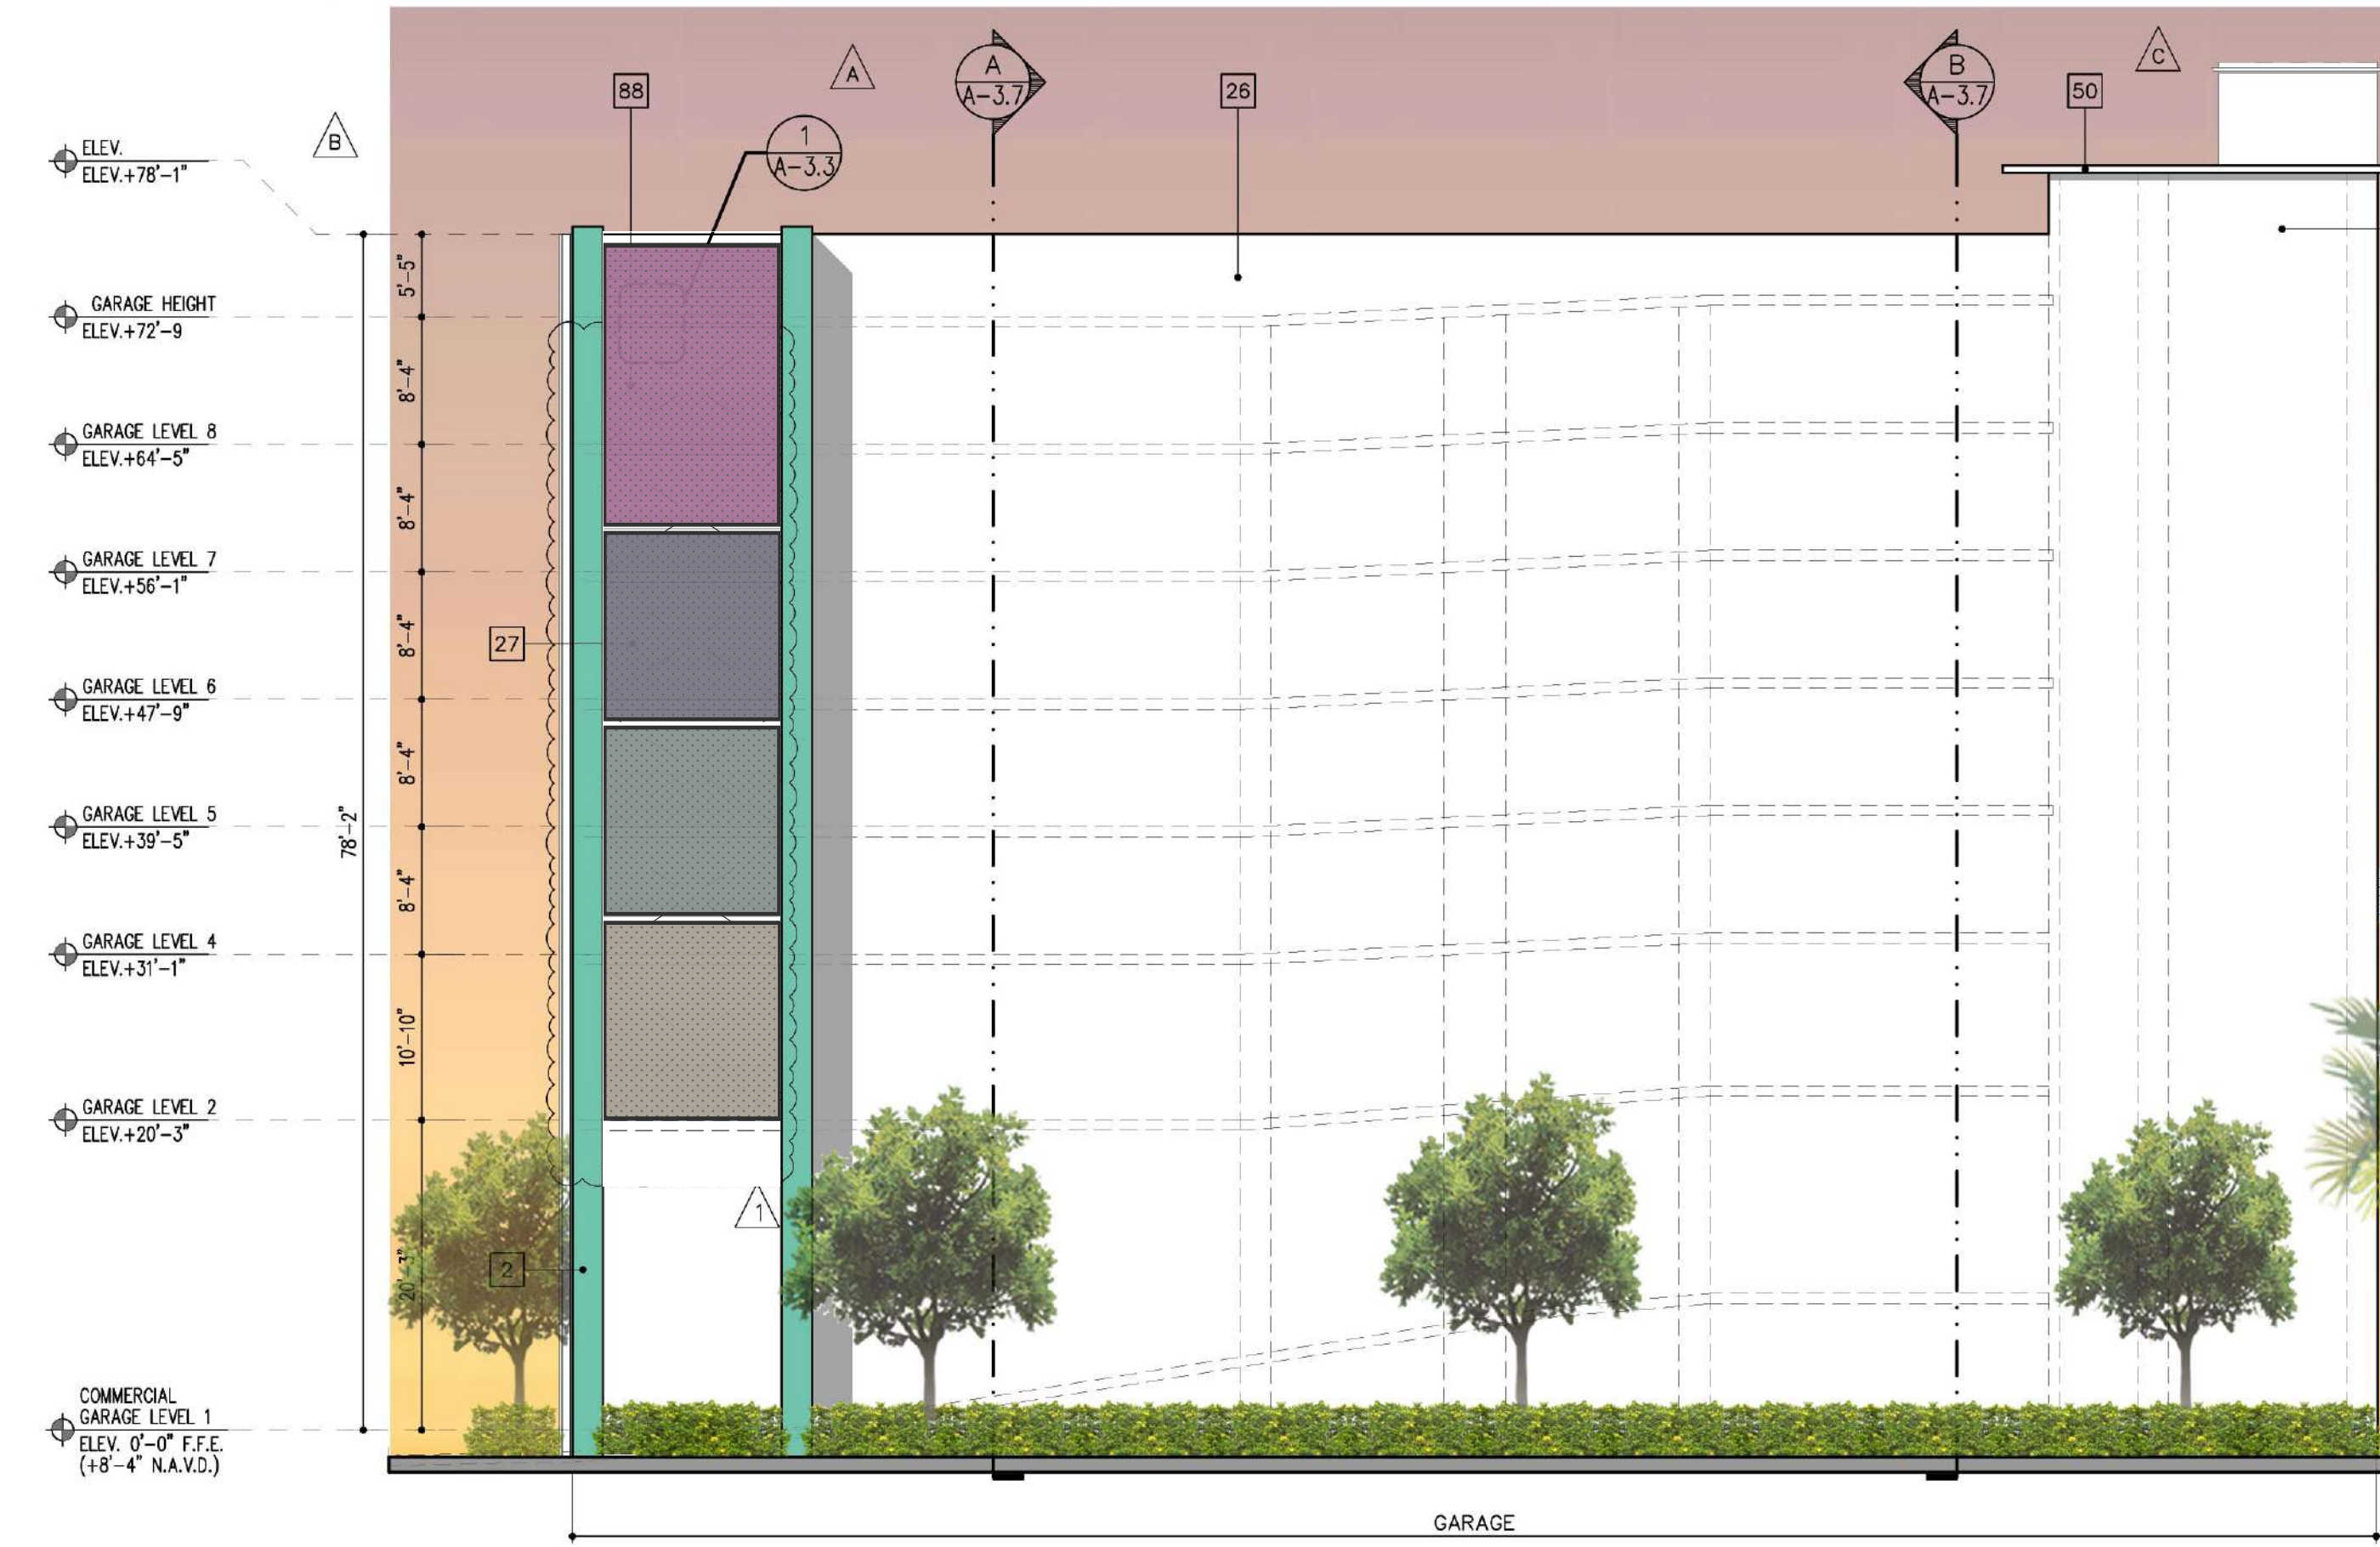 88
A
A
A-3.7
26
B
A-3.7
50
C
B
1
A-3.3
ELEV.
ELEV.+78'-1"
5'-5"
GARAGE HEIGHT
ELEV.+72'-9
8'-4"
GARAGE LEVEL 8
ELEV.+64'-5"
8'-4"
GARAGE LEVEL 7
ELEV.+56'-1"
27
8'-4"
GARAGE LEVEL 6
ELEV.+47'-9"
8'-4"
GARAGE LEVEL 5
ELEV.+39'-5"
78'-2"
8'-4"
GARAGE LEVEL 4
ELEV.+31'-1"
10'-10"
GARAGE LEVEL 2
ELEV.+20'-3"
1
2
20'-3"
COMMERCIAL
GARAGE LEVEL 1
ELEV. 0'-0" F.F.E.
(+8'-4" N.A.V.D.)
GARAGE